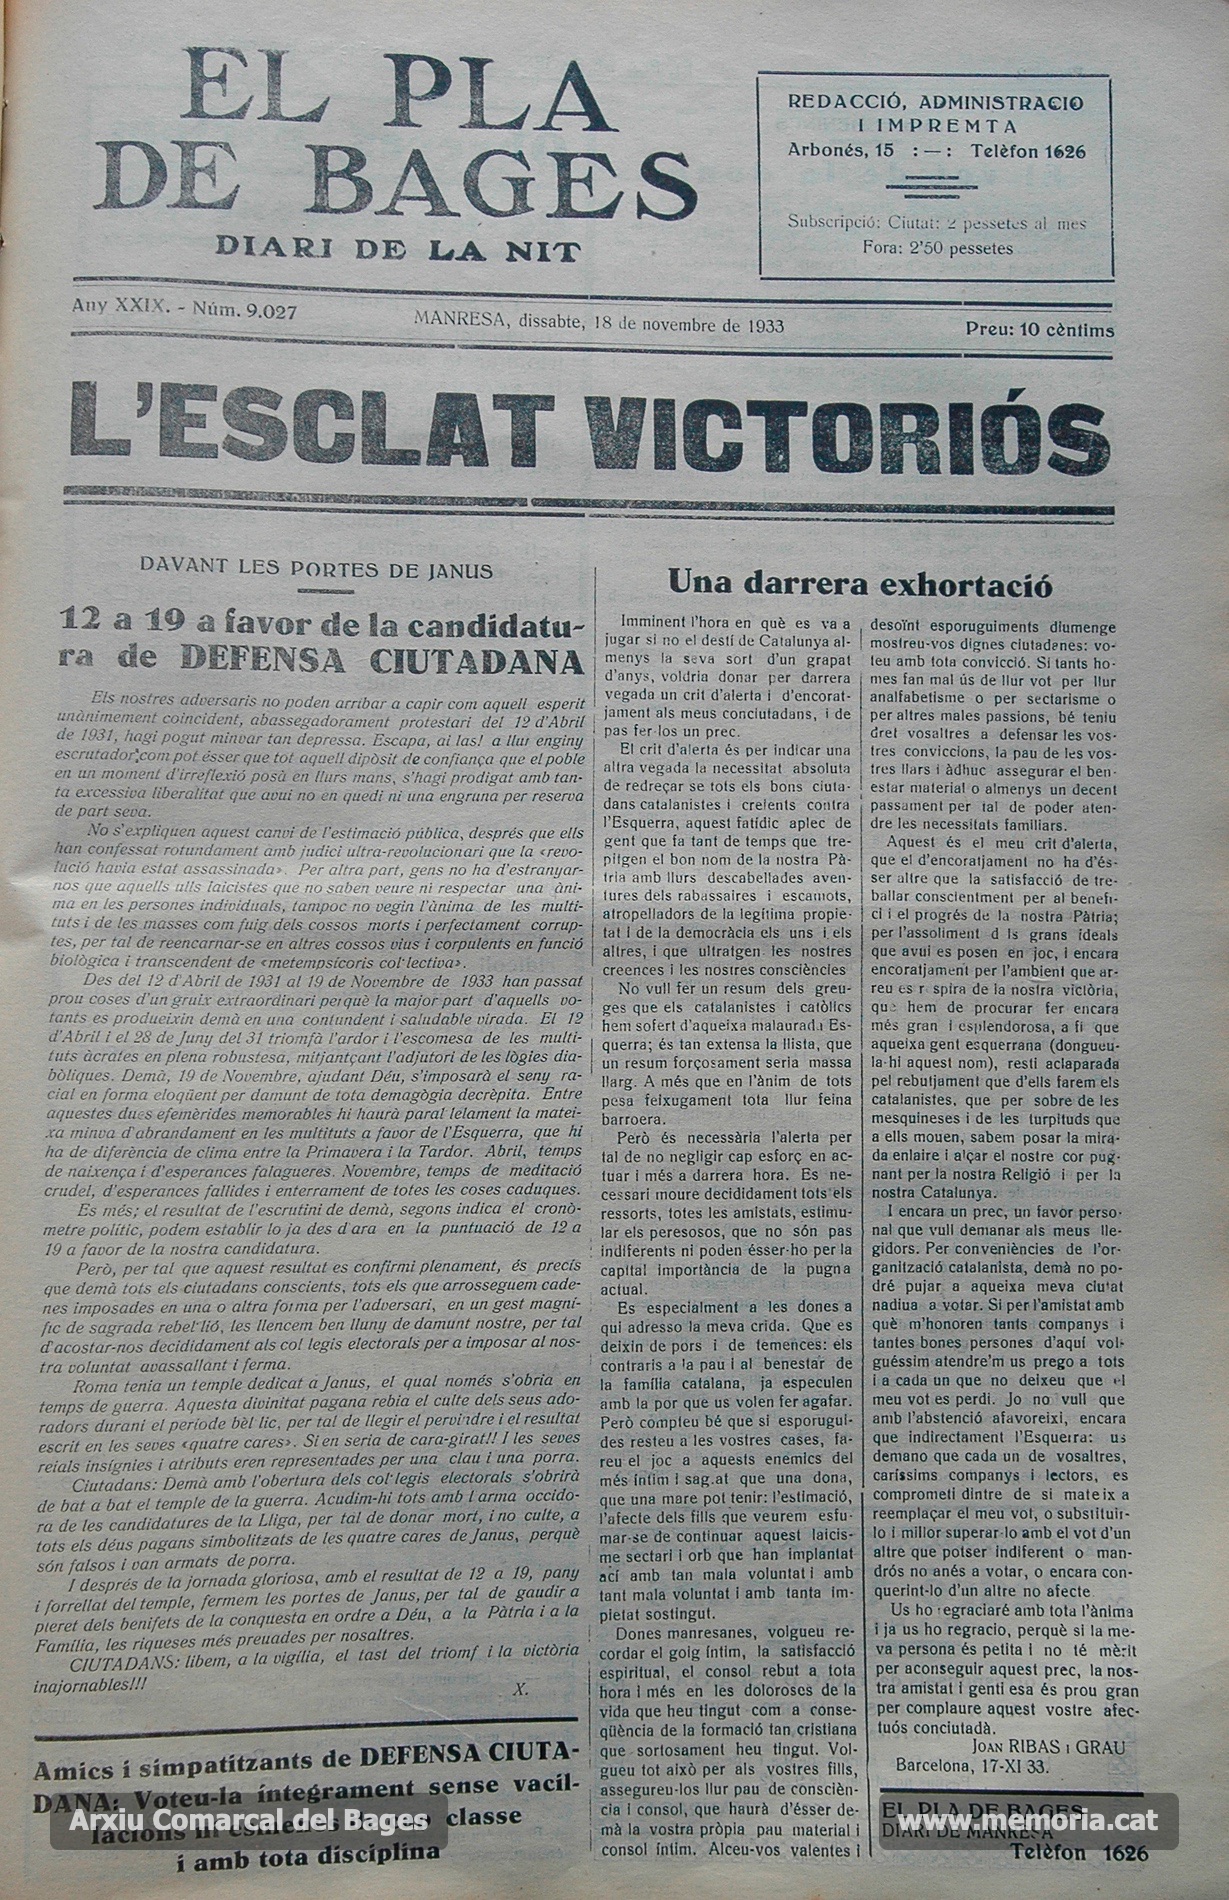 EL PLA
DE BAGES
DIARI DE LA NIT
REDACCIÓ, ADMINISTRACIO
I IMPREMTA
Arbonés, 15 :—: Telèfon 1626
Subscripció: Ciutat: 2 pessetes al mes
Fora: 2'50 pessetes
Any XXIX. - Núm. 9.027
MANRESA, dissabte, 18 de novembre de 1933
Preu: 10 cèntims
L'ESCLAT VICTORIÓS
DAVANT LES PORTES DE JANUS
12 a 19 a favor de la candidatu-
ra de DEFENSA CIUTADANA
Els nostres adversaris no poden arribar a capir com aquell esperit
unànimement coincident, abassegadorament protestari del 12 d'Abril
de 1931, hagi pogut minvar tan depressa. Escapa, ai las! a llur enginy
escrutador com pot ésser que tot aquell dipòsit de confiança que el poble
en un moment d'irreflexió posà en llurs mans, s'hagi prodigat amb tan-
ta excessiva liberalitat que avui no en quedi ni una engruna per reserva
de part seva.
No s'expliquen aquest canvi de l'estimació pública, després que ells
han confessat rotundament amb judici ultra-revolucionari que la «revo-
lució havia estat assassinada». Per altra part, gens no ha d'estranyar-
nos que aquells ulls laicistes que no saben veure ni respectar una àni-
ma en les persones individuals, tampoc no vegin l'ànima de les multi-
tuts i de les masses com fuig dels cossos morts i perfectament corrup-
tes, per tal de reencarnar-se en altres cossos vius i corpulents en funció
biològica i transcendent de «metempsícoris col·lectiva».
Des del 12 d'Abril de 1931 al 19 de Novembre de 1933 han passat
prou coses d'un gruix extraordinari perquè la major part d'aquells vo-
tants es produeixin demà en una contundent i saludable virada. El 12
d'Abril i el 28 de Juny del 31 triomfà l'ardor i l'escomesa de les multi-
tuts àcrates en plena robustesa, mitjantçant l'adjutori de les lògies dia-
bòliques. Demà, 19 de Novembre, ajudant Déu, s'imposarà el seny ra-
cial en forma eloqüent per damunt de tota demagògia decrèpita. Entre
aquestes dues efemèrides memorables hi haurà paral lelament la matei-
xa minva d'abrandament en les multituts a favor de l'Esquerra, que hi
ha de diferència de clima entre la Primavera i la Tardor. Abril, temps
de naixença i d'esperances falagueres. Novembre, temps de meditació
crudel, d'esperances fallides i enterrament de totes les coses caduques.
Es més; el resultat de l'escrutini de demà, segons indica el cronò-
metre polític, podem establir lo ja des d'ara en la puntuació de 12 a
19 a favor de la nostra candidatura.
Però, per tal que aquest resultat es confirmi plenament, és precís
que demà tots els ciutadans conscients, tots els que arrosseguem cade-
nes imposades en una o altra forma per l'adversari, en un gest magní-
fic de sagrada rebel·lió, les llencem ben lluny de damunt nostre, per tal
d'acostar-nos decididament als col legis electorals per a imposar al nos-
tra voluntat avassallant i ferma.
Roma tenia un temple dedicat a Janus, el qual només s'obria en
temps de guerra. Aquesta divinitat pagana rebia el culte dels seus ado-
radors durani el període bèl lic, per tal de llegir el pervindre i el resultat
escrit en les seves «quatre cares». Si en seria de cara-girat!! I les seves
reials insígnies i atributs eren representades per una clau i una porra.
Ciutadans: Demà amb l'obertura dels col·legis electorals s'obrirà
de bat a bat el temple de la guerra. Acudim-hi tots amb l arma occido-
ra de les candidatures de la Lliga, per tal de donar mort, i no culte, a
tots els déus pagans simbolitzats de les quatre cares de Janus, perquè
són falsos i van armats de porra.
I després de la jornada gloriosa, amb el resultat de 12 a 19, pany
i forrellat del temple, fermem les portes de Janus, per tal de gaudir a
pleret dels benifets de la conquesta en ordre a Déu, a la Pàtria i a la
Família, les riqueses més preuades per nosaltres.
CIUTADANS: libem, a la vigília, el tast del triomf i la victòria
inajornables!!!
X.
Amics i simpatitzants de DEFENSA CIUTA-
DANA: Voteu-la íntegrament sense vacil-
lacions ni esmenes de classe
i amb tota disciplina
Una darrera exhortació
Imminent l'hora en què es va a
jugar si no el destí de Catalunya al-
menys la seva sort d'un grapat
d'anys, voldria donar per darrera
vegada un crit d'alerta i d'encorat-
jament als meus conciutadans, i de
pas fer-los un prec.
El crit d'alerta és per indicar una
altra vegada la necessitat absoluta
de redreçar-se tots els bons ciuta-
dans catalanistes i creients contra
l'Esquerra, aquest fatídic aplec de
gent que fa tant de temps que tre-
pitgen el bon nom de la nostra Pà-
tria amb llurs descabellades aven-
tures dels rabassaires i escamots,
atropelladors de la legítima propie-
tat i de la democràcia els uns i els
altres, i que ultratgen les nostres
creences i les nostres consciències
No vull fer un resum dels greu-
ges que els catalanistes i catòlics
hem sofert d'aqueixa malaurada Es-
querra; és tan extensa la llista, que
un resum forçosament seria massa
llarg. A més que en l'ànim de tots
pesa feixugament tota llur feina
barroera.
Però és necessària l'alerta per
tal de no negligir cap esforç en ac-
tuar i més a darrera hora. Es ne-
cessari moure decididament tots els
ressorts, totes les amistats, estimu-
lar els peresosos, que no són pas
indiferents ni poden ésser-ho per la
capital importància de la pugna
actual.
Es especialment a les dones a
qui adresso la meva crida. Que es
deixin de pors i de temences: els
contraris a la pau i al benestar de
la família catalana, ja especulen
amb la por que us volen fer agafar.
Però compteu bé que si esporugui-
des resteu a les vostres cases, fa-
reu el joc a aquests enemics del
més íntim i sag.at que una dona,
que una mare pot tenir: l'estimació,
l'afecte dels fills que veurem esfu-
mar-se de continuar aquest laicis-
me sectari i orb que han implantat
ací amb tan mala voluntat i amb
tant mala voluntat i amb tanta im-
pietat sostingut.
Dones manresanes, volgueu re-
cordar el goig íntim, la satisfacció
espiritual, el consol rebut a tota
hora i més en les doloroses de la
vida que heu tingut com a conse-
qüència de la formació tan cristiana
que sortosament heu tingut. Vol-
gueu tot això per als vostres fills,
assegureu-los llur pau de conscièn-
cia i consol, que haurà d'ésser de-
mà la vostra pròpia pau material i
consol íntim. Alceu-vos valentes i
desoïnt esporuguiments diumenge
mostreu-vos dignes ciutadanes: vo-
teu amb tota convicció. Si tants ho-
mes fan mal ús de llur vot per llur
analfabetisme o per sectarisme o
per altres males passions, bé teniu
dret vosaltres a defensar les vos-
tres conviccions, la pau de les vos-
tres llars i àdhuc assegurar el ben-
estar material o almenys un decent
passament per tal de poder aten-
dre les necessitats familiars.
Aquest és el meu crit d'alerta,
que el d'encoratjament no ha d'és-
ser altre que la satisfacció de tre-
ballar conscientment per al benefi-
ci i el progrés de la nostra Pàtria;
per l'assoliment d ls grans ideals
que avui es posen en joc, i encara
encoratjament per l'ambient que ar-
reu es r spira de la nostra victòria,
que hem de procurar fer encara
més gran i esplendorosa, a fi que
aqueixa gent esquerrana (dongueu-
la-hi aquest nom), resti aclaparada
pel rebutjament que d'ells farem els
catalanistes, que per sobre de les
mesquineses i de les turpituds que
a ells mouen, sabem posar la mira-
da enlaire i alçar el nostre cor pug-
nant per la nostra Religió i per la
nostra Catalunya.
I encara un prec, un favor perso-
nal que vull demanar als meus lle-
gidors. Per conveniències de l'or-
ganització catalanista, demà no po-
dré pujar a aqueixa meva ciutat
nadiua a votar. Si per l'amistat amb
què m'honoren tants companys i
tantes bones persones d'aquí vol-
guéssim atendre'm us prego a tots
i a cada un que no deixeu que el
meu vot es perdi. Jo no vull que
amb l'abstenció afavoreixi, encara
que indirectament l'Esquerra: us
demano que cada un de vosaltres,
caríssims companys i lectors, es
comprometi dintre de si mateix a
reemplaçar el meu vot, o substituir-
lo i millor superar-lo amb el vot d'un
altre que potser indiferent o man-
drós no anés a votar, o encara con-
querint-lo d'un altre no afecte
Us ho regraciaré amb tota l'ànima
i ja us ho regracio, perquè si la me-
va persona és petita i no té mèrit
per aconseguir aquest prec, la nos-
tra amistat i genti esa és prou gran
per complaure aquest vostre afec-
tuós conciutadà.
JOAN RIBAS i GRAU
Barcelona, 17-XI 33.
EL PLA DE BAGES
DIARI DE MANRESA
Telèfon 1626
Arxiu Comarcal del Bages
www.memoria.cat